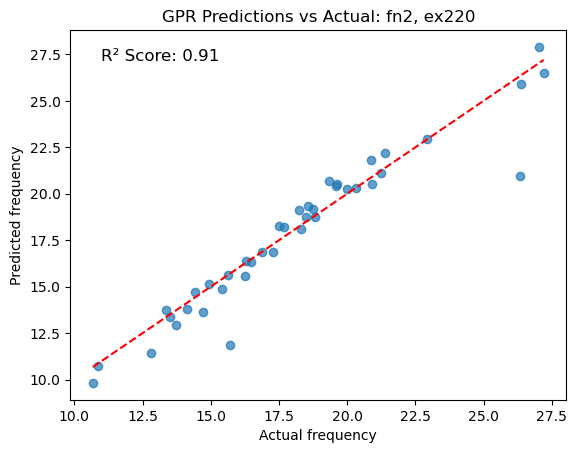 GPR Predictions vs Actual: fn2, ex220
R² Score: 0.91
27.5
25.0
22.5
20.0
17.5
15.0
12.5
10.0
Predicted frequency
10.0 12.5 15.0 17.5 20.0 22.5 25.0 27.5
Actual frequency